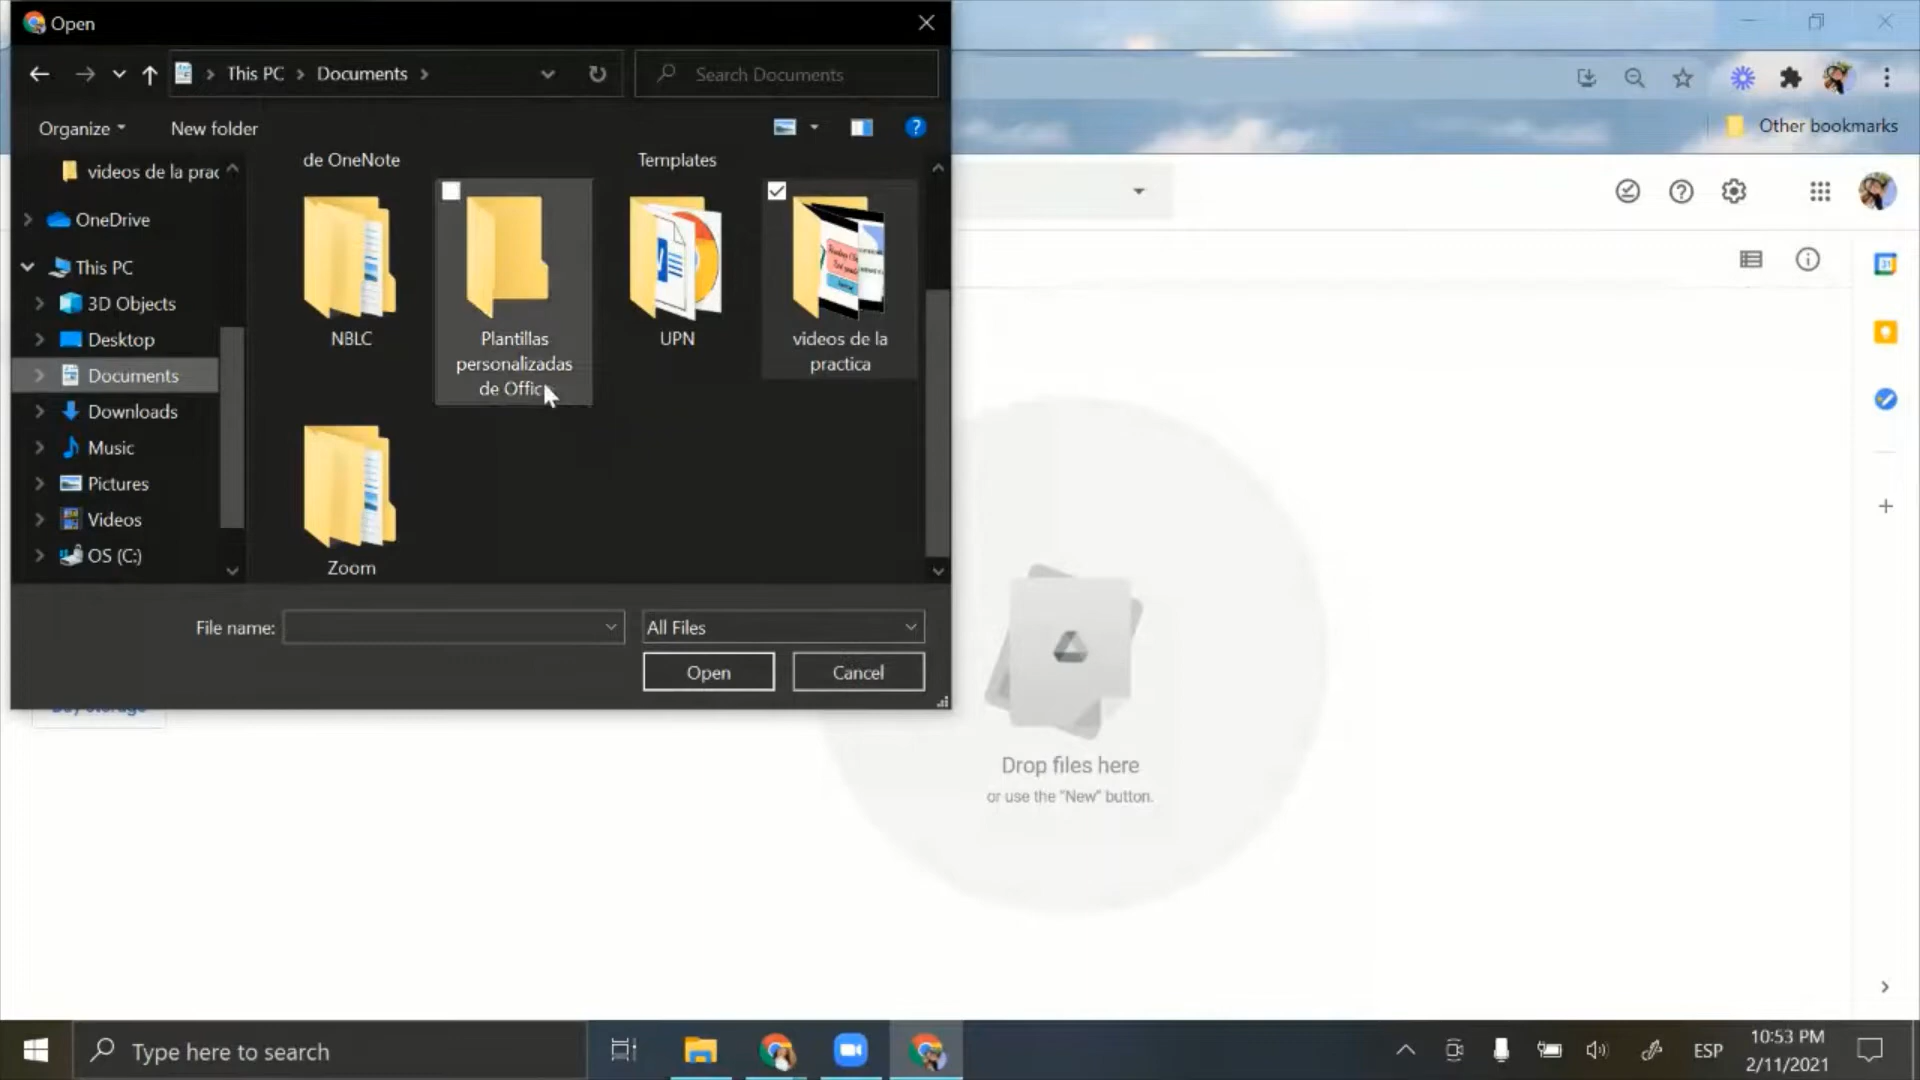 Open
This PC
Documents
Search Documents
Organize
New folder
Other bookmarks
videos de la prac
OneDrive
This PC
3D Objects
Desktop
Documents
Downloads
Music
Pictures
Videos
OS (C:)
de OneNote
Templates
NBLC
Plantillas
personalizadas
de Offic
UPN
videos de la
practica
Zoom
File name:
All Files
Open
Cancel
Drop files here
or use the "New" button.
Type here to search
ESP
10:53 PM
2/11/2021